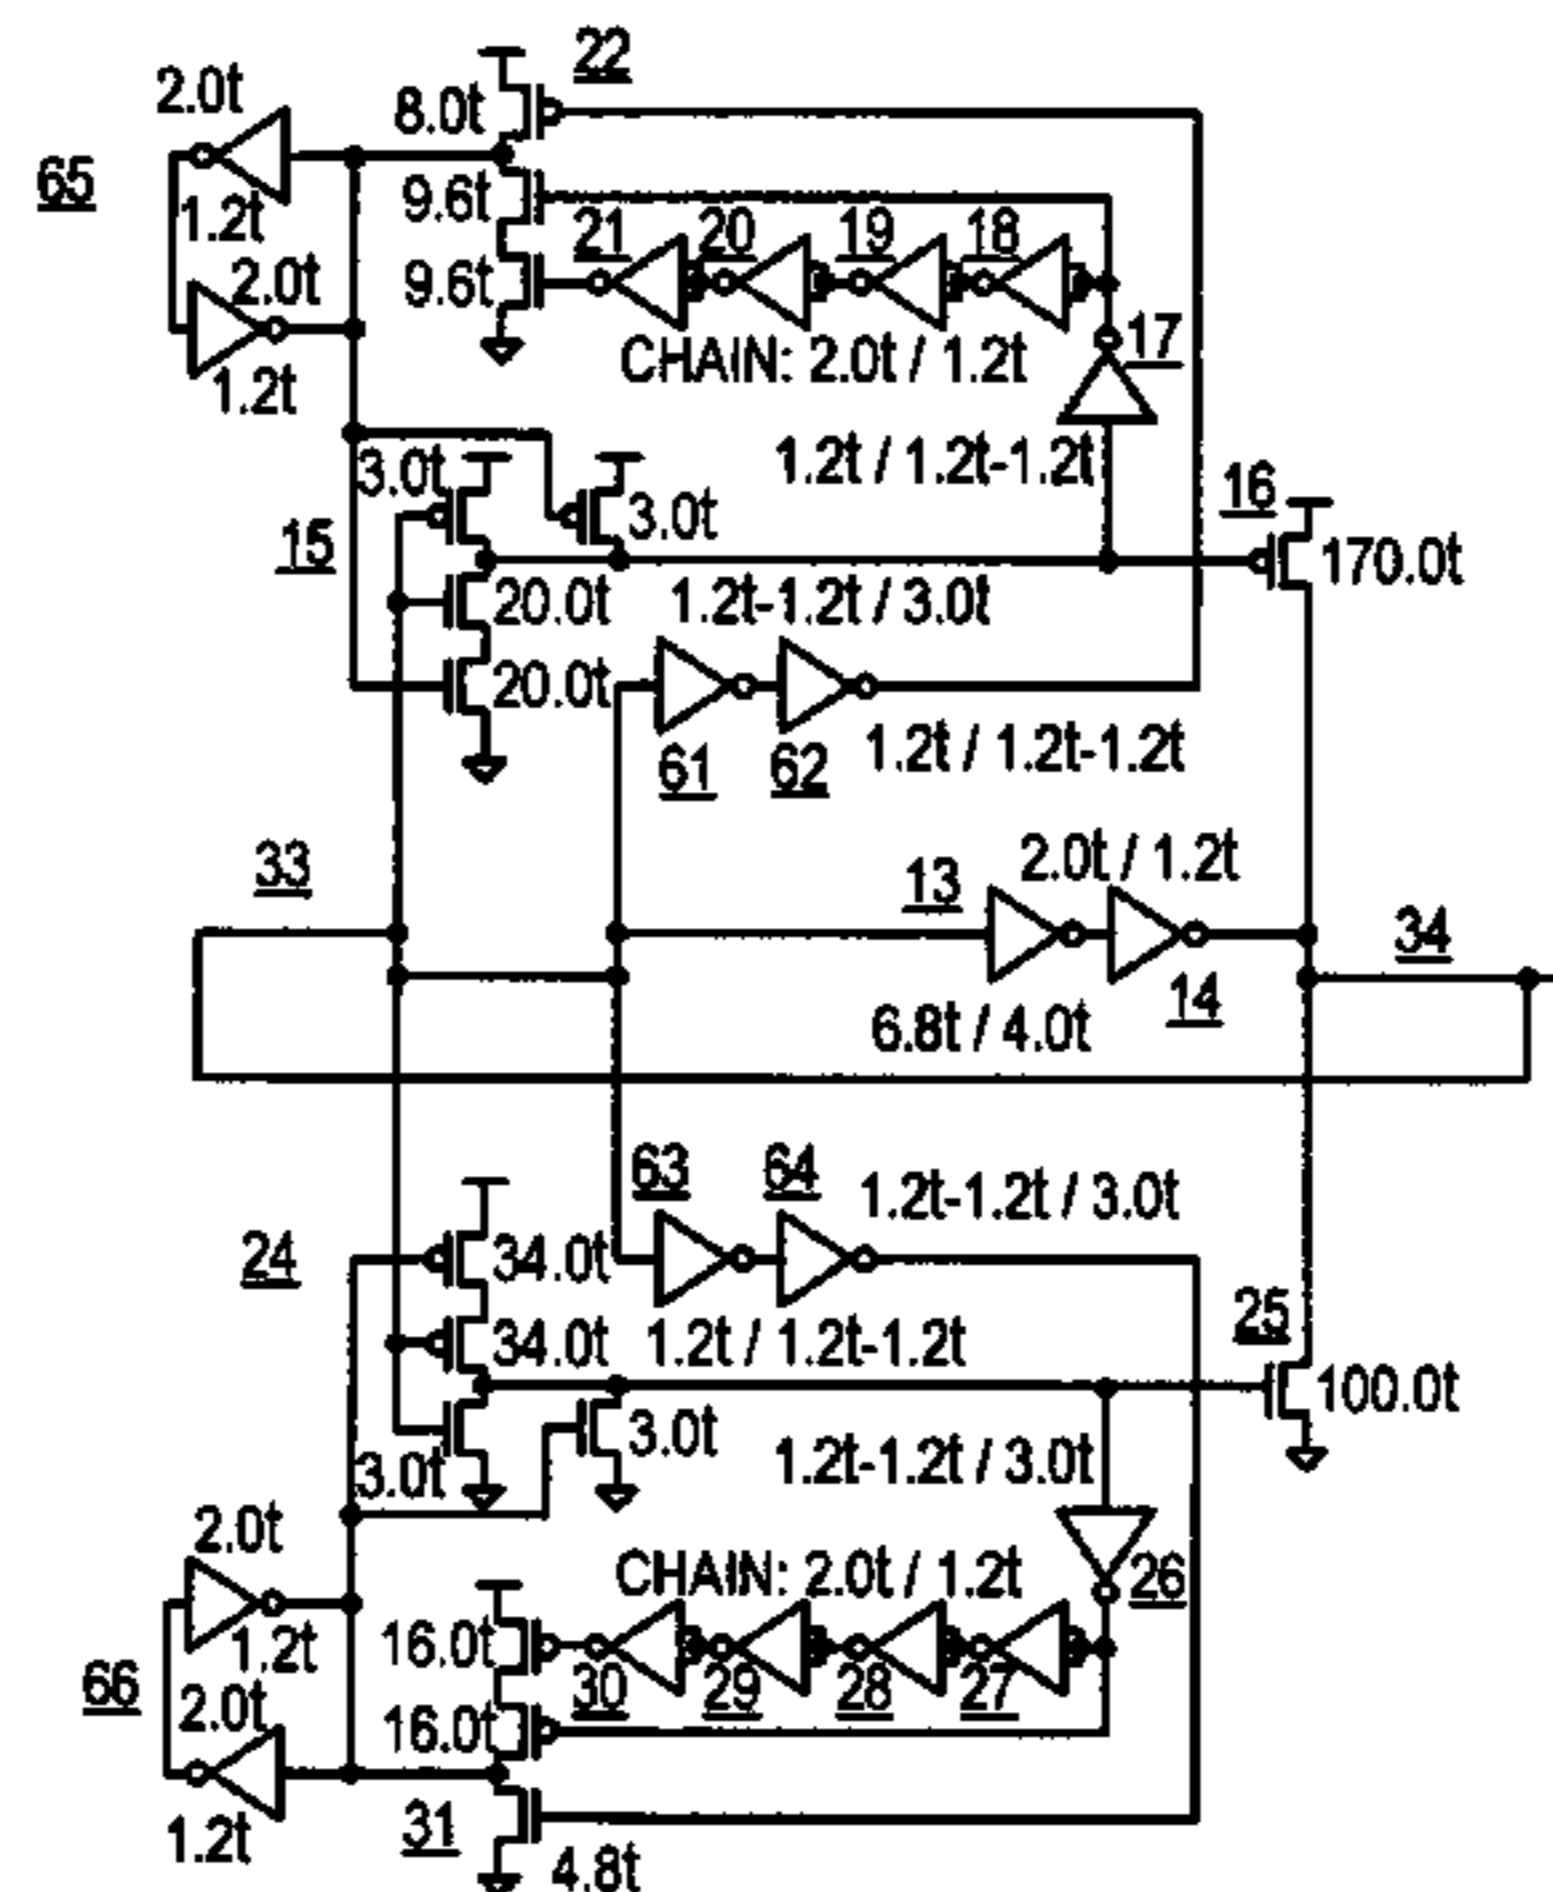 22
2.0t
8.0t
65
9.6t
1.2t
21
20
19
18
2.0t
9.6t
17
CHAIN: 2.0t / 1.2t
1.2t
1.2t / 1.2t-1.2t
3.0t
16
15
3.0t
170.0t
20.0t
1.2t-1.2t / 3.0t
20.0t
1.2t / 1.2t-1.2t
61
62
33
13
2.0t / 1.2t
34
14
6.8t / 4.0t
63
64
1.2t-1.2t / 3.0t
24
34.0t
25
34.0t
1.2t / 1.2t-1.2t
100.0t
3.0t
1.2t-1.2t / 3.0t
3.0t
2.0t
CHAIN: 2.0t / 1.2t
26
1.2t
16.0t
66
30
29
28
27
2.0t
16.0t
31
1.2t
4.8t